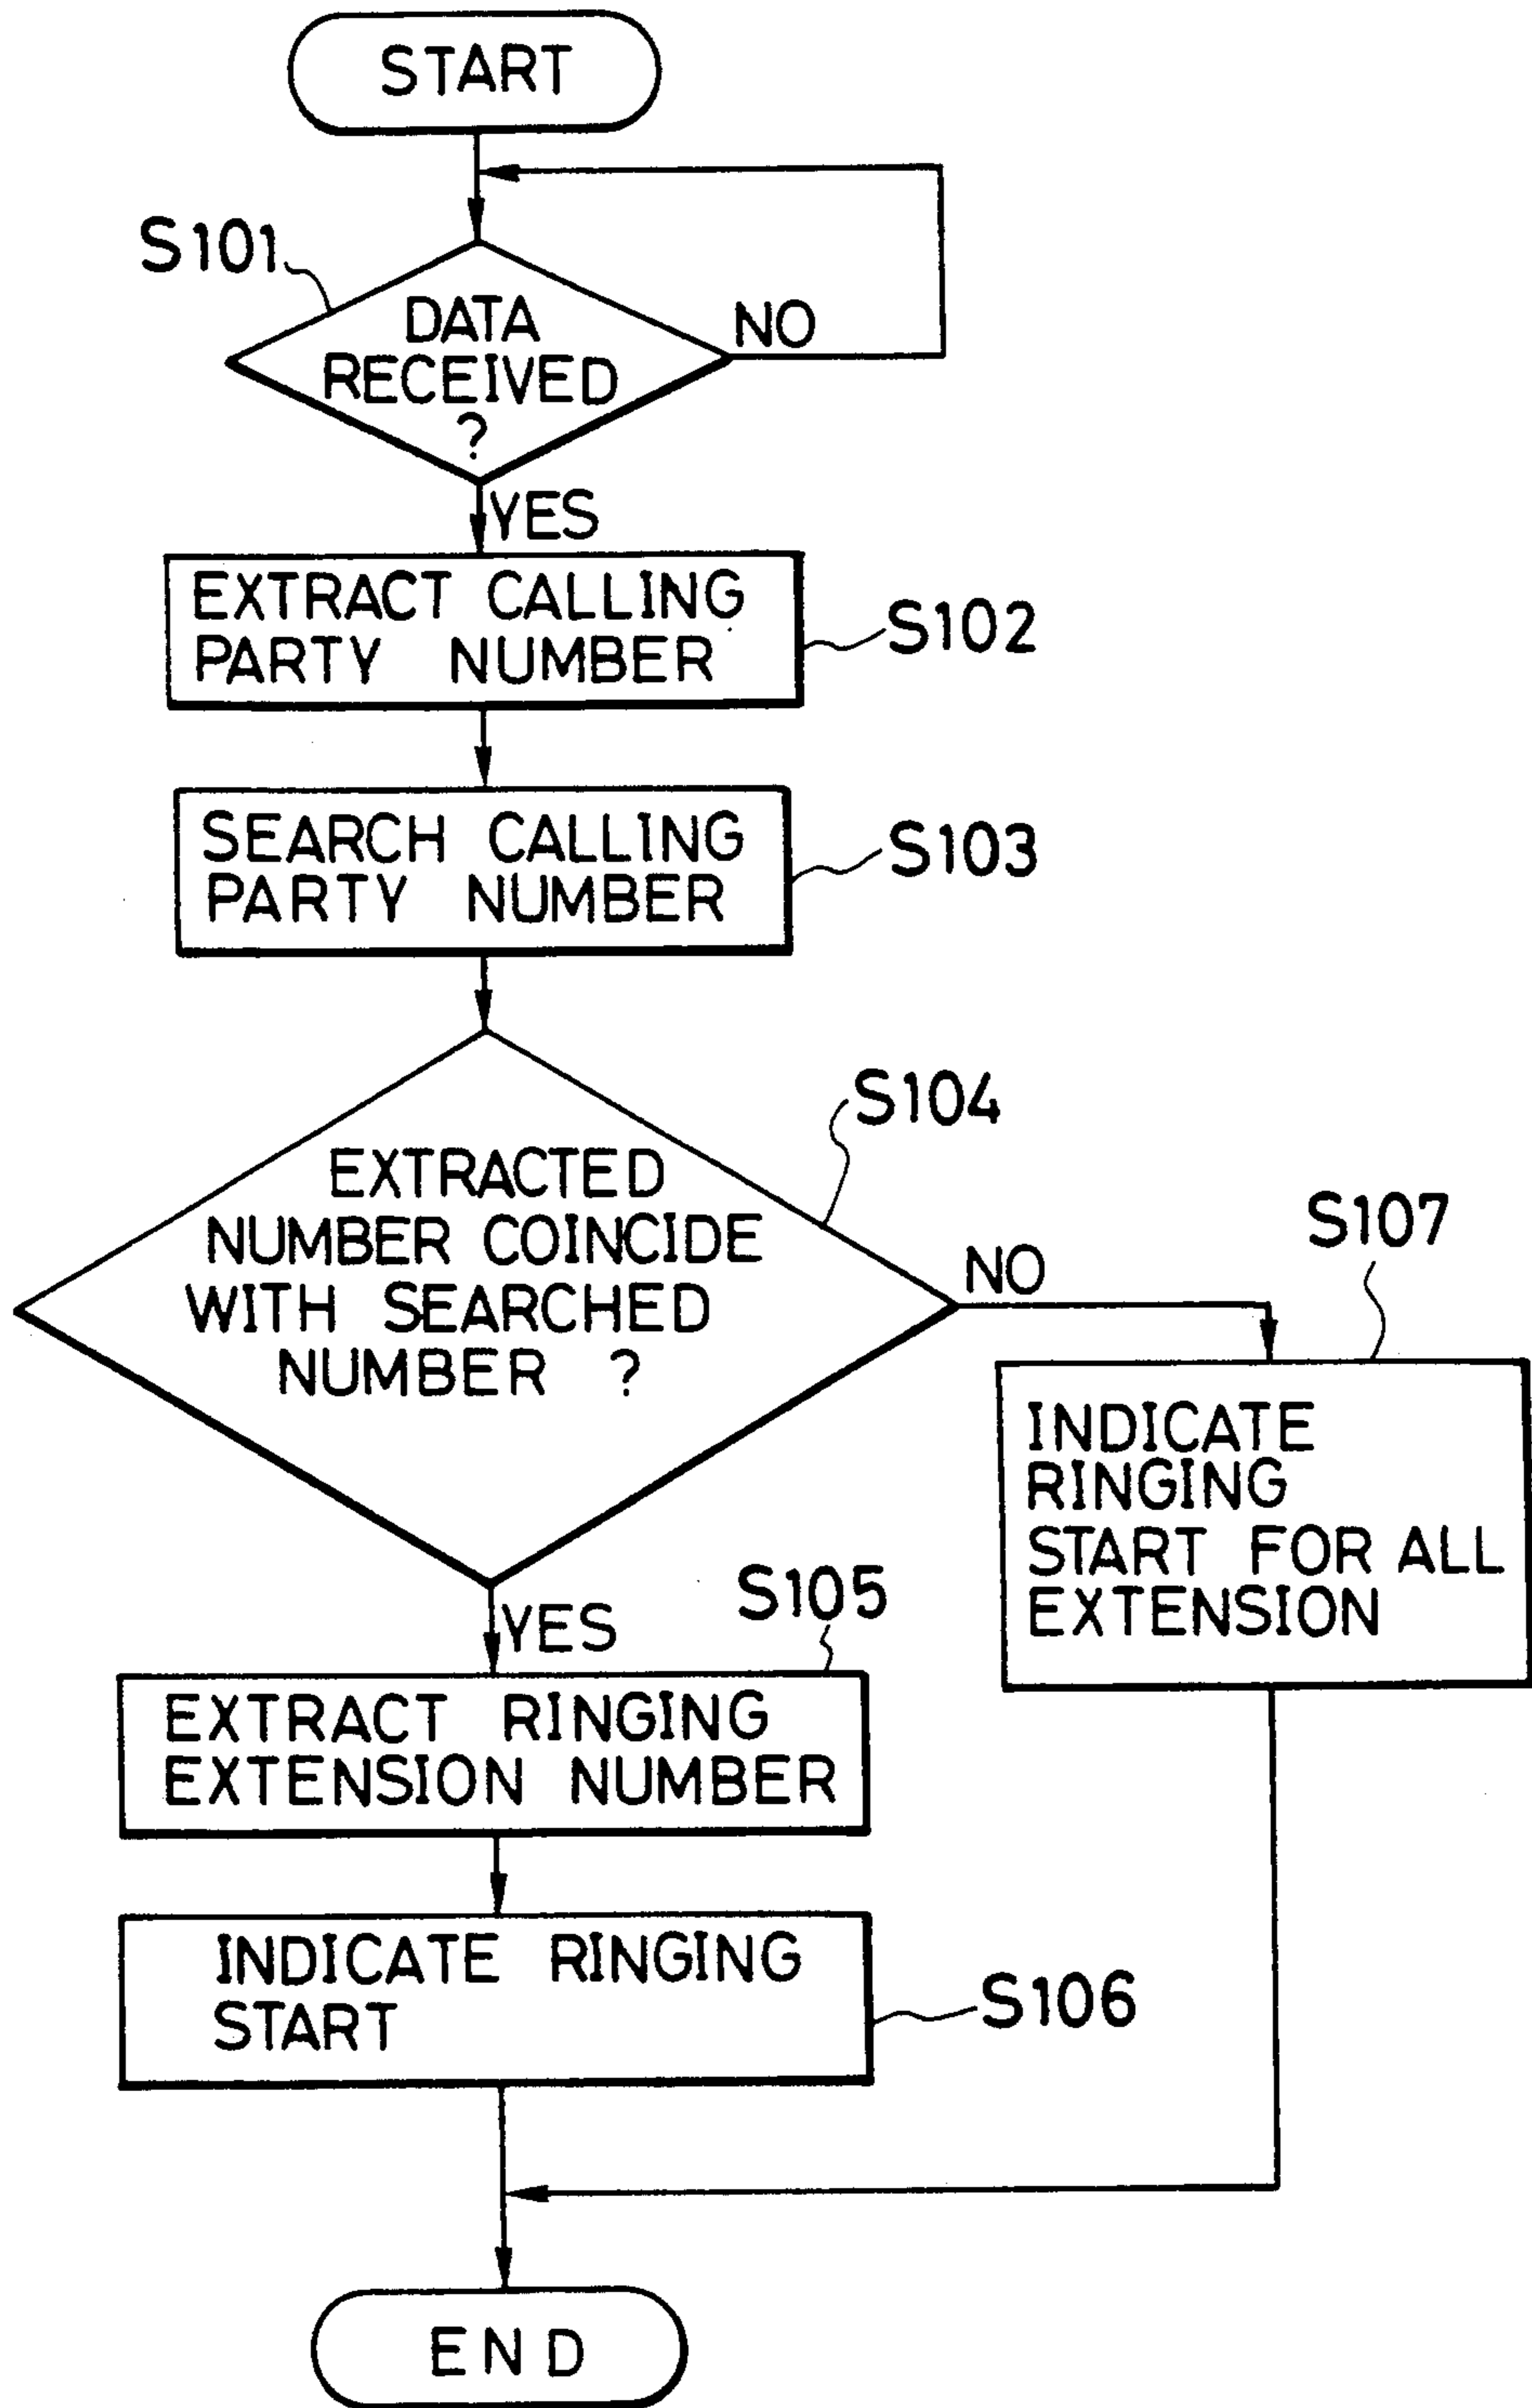 START
S101
DATA
RECEIVED
?
NO
YES
EXTRACT CALLING
PARTY NUMBER
S102
SEARCH CALLING
PARTY NUMBER
S103
S104
EXTRACTED
NUMBER COINCIDE
WITH SEARCHED
NUMBER ?
NO
S107
INDICATE
RINGING
START FOR ALL
EXTENSION
YES
S105
EXTRACT RINGING
EXTENSION NUMBER
INDICATE RINGING
START
S106
END